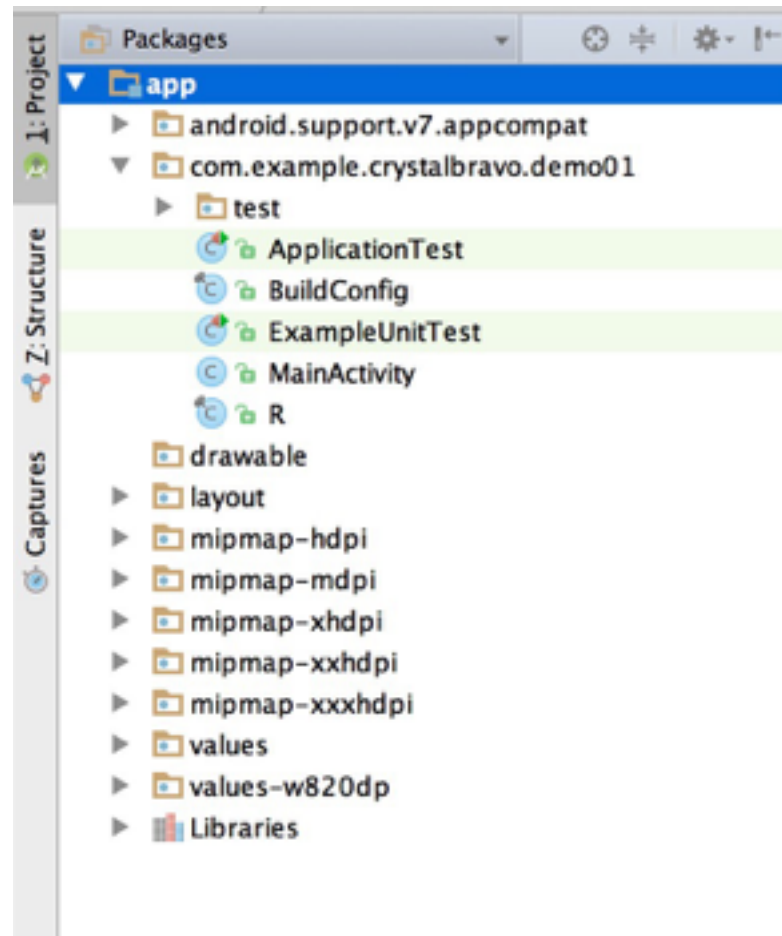 Packages
app
android.support.v7.appcompat
com.example.crystalbravo.demo01
test
ApplicationTest
BuildConfig
ExampleUnitTest
MainActivity
R
drawable
layout
mipmap-hdpi
mipmap-mdpi
mipmap-xhdpi
mipmap-xxhdpi
mipmap-xxxhdpi
values
values-w820dp
Libraries
1: Project
Z: Structure
Captures